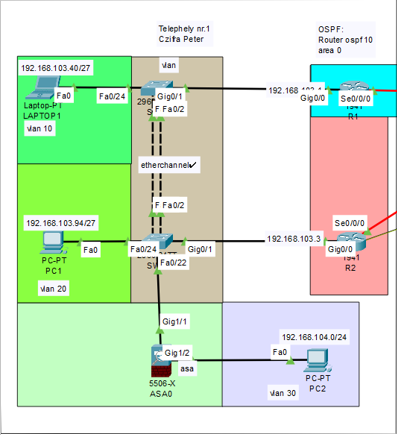 Telephely nr.1
Czifra Peter
OSPF:
Router ospf 10
area 0
vlan
192.168.103.40/27
Fa0
Fa0/24
Gig0/1
Gig0/0
Se0/0/0
Laptop-PT
LAPTOP1
1941
R1
F Fa0/2
vlan 10
etherchannel✓
F Fa0/2
192.168.103.94/27
Se0/0/0
192.168.103.3
Fa0
Fa0/24
Gig0/1
Gig0/0
PC-PT
PC1
Fa0/22
1941
R2
vlan 20
Gig1/1
192.168.104.0/24
Gig1/2
Fa0
asa
5506-X
ASA0
PC-PT
PC2
vlan 30